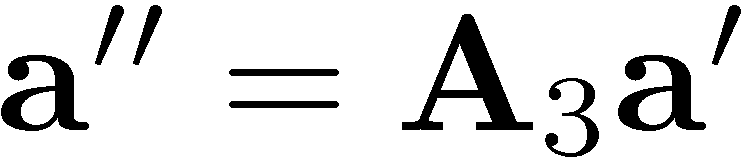 a′′ = A₃a′